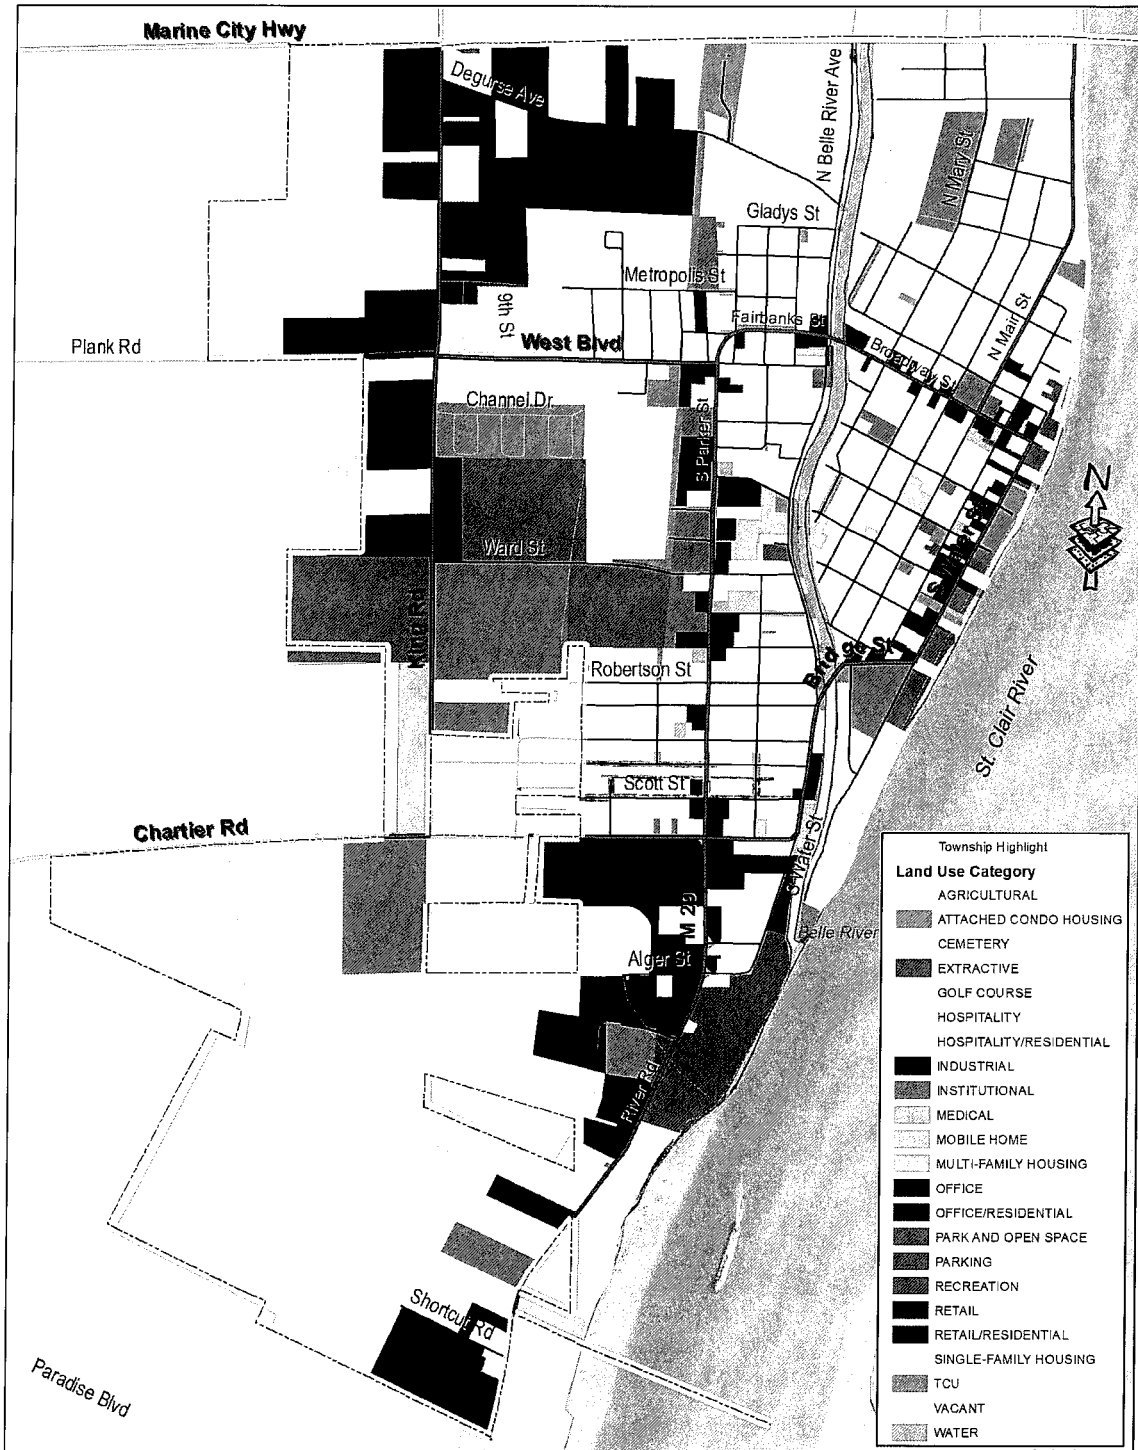 Marine City Hwy
Degurse Ave
N Belle River Ave
N Mary St
Gladys St
Metropolis St
9th St
Fairbanks St
N Main St
West Blvd
Plank Rd
Broadway St
Channel Dr
S Parker St
N
Ward St
S Water St
King Rd
Bridge St
Robertson St
St. Clair River
Scott St
Chartier Rd
S Water St
M 29
Belle River
Alger St
River Rd
Shortcut Rd
Paradise Blvd
Township Highlight
Land Use Category
AGRICULTURAL
ATTACHED CONDO HOUSING
CEMETERY
EXTRACTIVE
GOLF COURSE
HOSPITALITY
HOSPITALITY/RESIDENTIAL
INDUSTRIAL
INSTITUTIONAL
MEDICAL
MOBILE HOME
MULTI-FAMILY HOUSING
OFFICE
OFFICE/RESIDENTIAL
PARK AND OPEN SPACE
PARKING
RECREATION
RETAIL
RETAIL/RESIDENTIAL
SINGLE-FAMILY HOUSING
TCU
VACANT
WATER